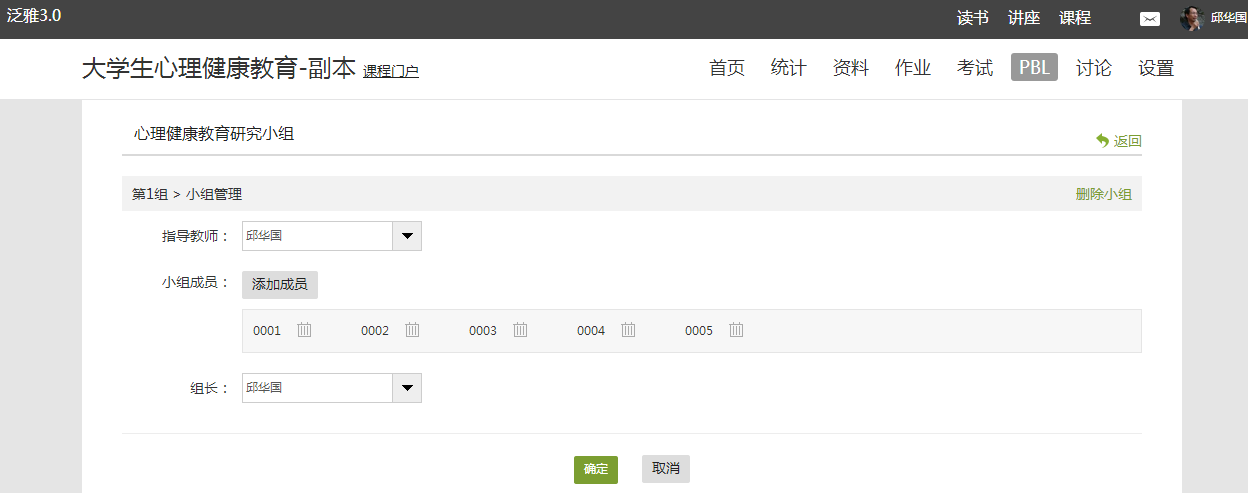 泛雅3.0 读书 讲座 课程 邱华国
大学生心理健康教育-副本 课程门户 首页 统计 资料 作业 考试 PBL 讨论 设置
心理健康教育研究小组
返回
第1组 > 小组管理 删除小组
指导教师： 邱华国
小组成员： 添加成员
0001 0002 0003 0004 0005
组长： 邱华国
确定 取消